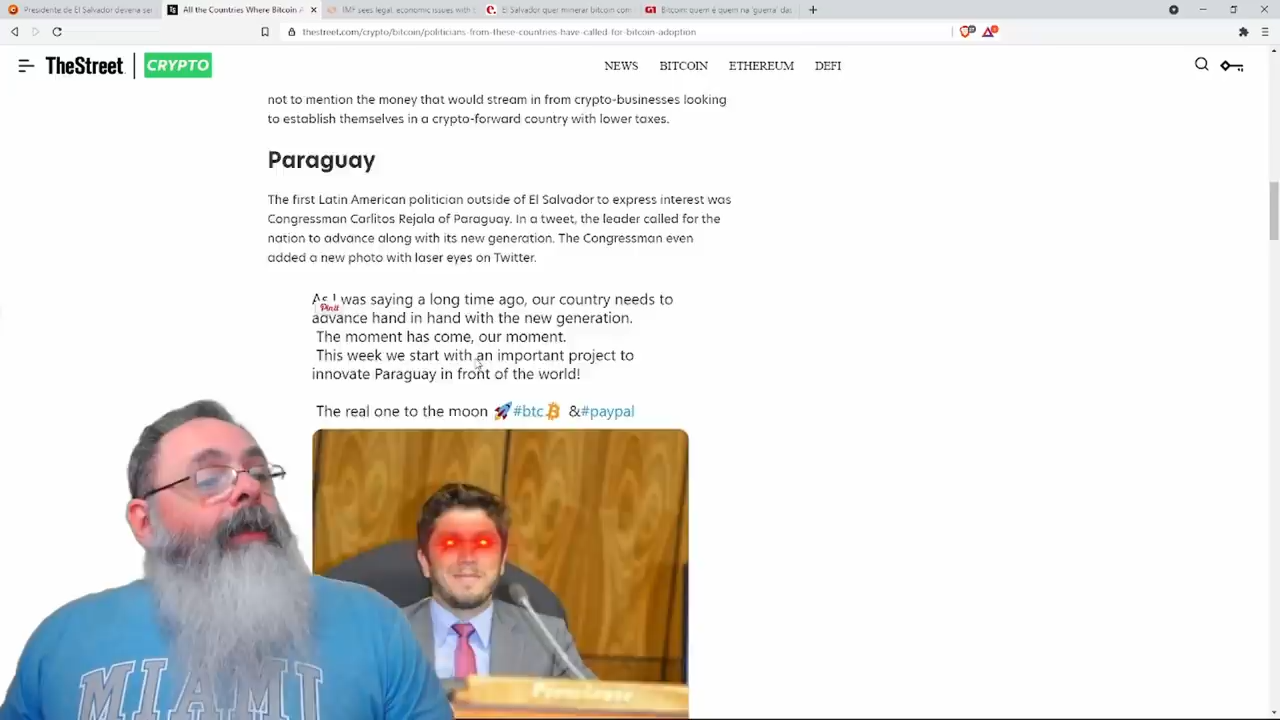 Presidente de El Salvador deveria ser
All the Countries Where Bitcoin A
IMF sees legal, economic issues with
El Salvador quer minerar bitcoin com
Bitcoin: quem é quem na 'guerra' das
thestreet.com/crypto/bitcoin/politicians-from-these-countries-have-called-for-bitcoin-adoption
TheStreet CRYPTO
NEWS BITCOIN ETHEREUM DEFI
not to mention the money that would stream in from crypto-businesses looking
to establish themselves in a crypto-forward country with lower taxes.
Paraguay
The first Latin American politician outside of El Salvador to express interest was
Congressman Carlitos Rejala of Paraguay. In a tweet, the leader called for the
nation to advance along with its new generation. The Congressman even
added a new photo with laser eyes on Twitter.
As I was saying a long time ago, our country needs to
Pin it
advance hand in hand with the new generation.
The moment has come, our moment.
This week we start with an important project to
innovate Paraguay in front of the world!
The real one to the moon 🚀#btc &#paypal
MIAMI